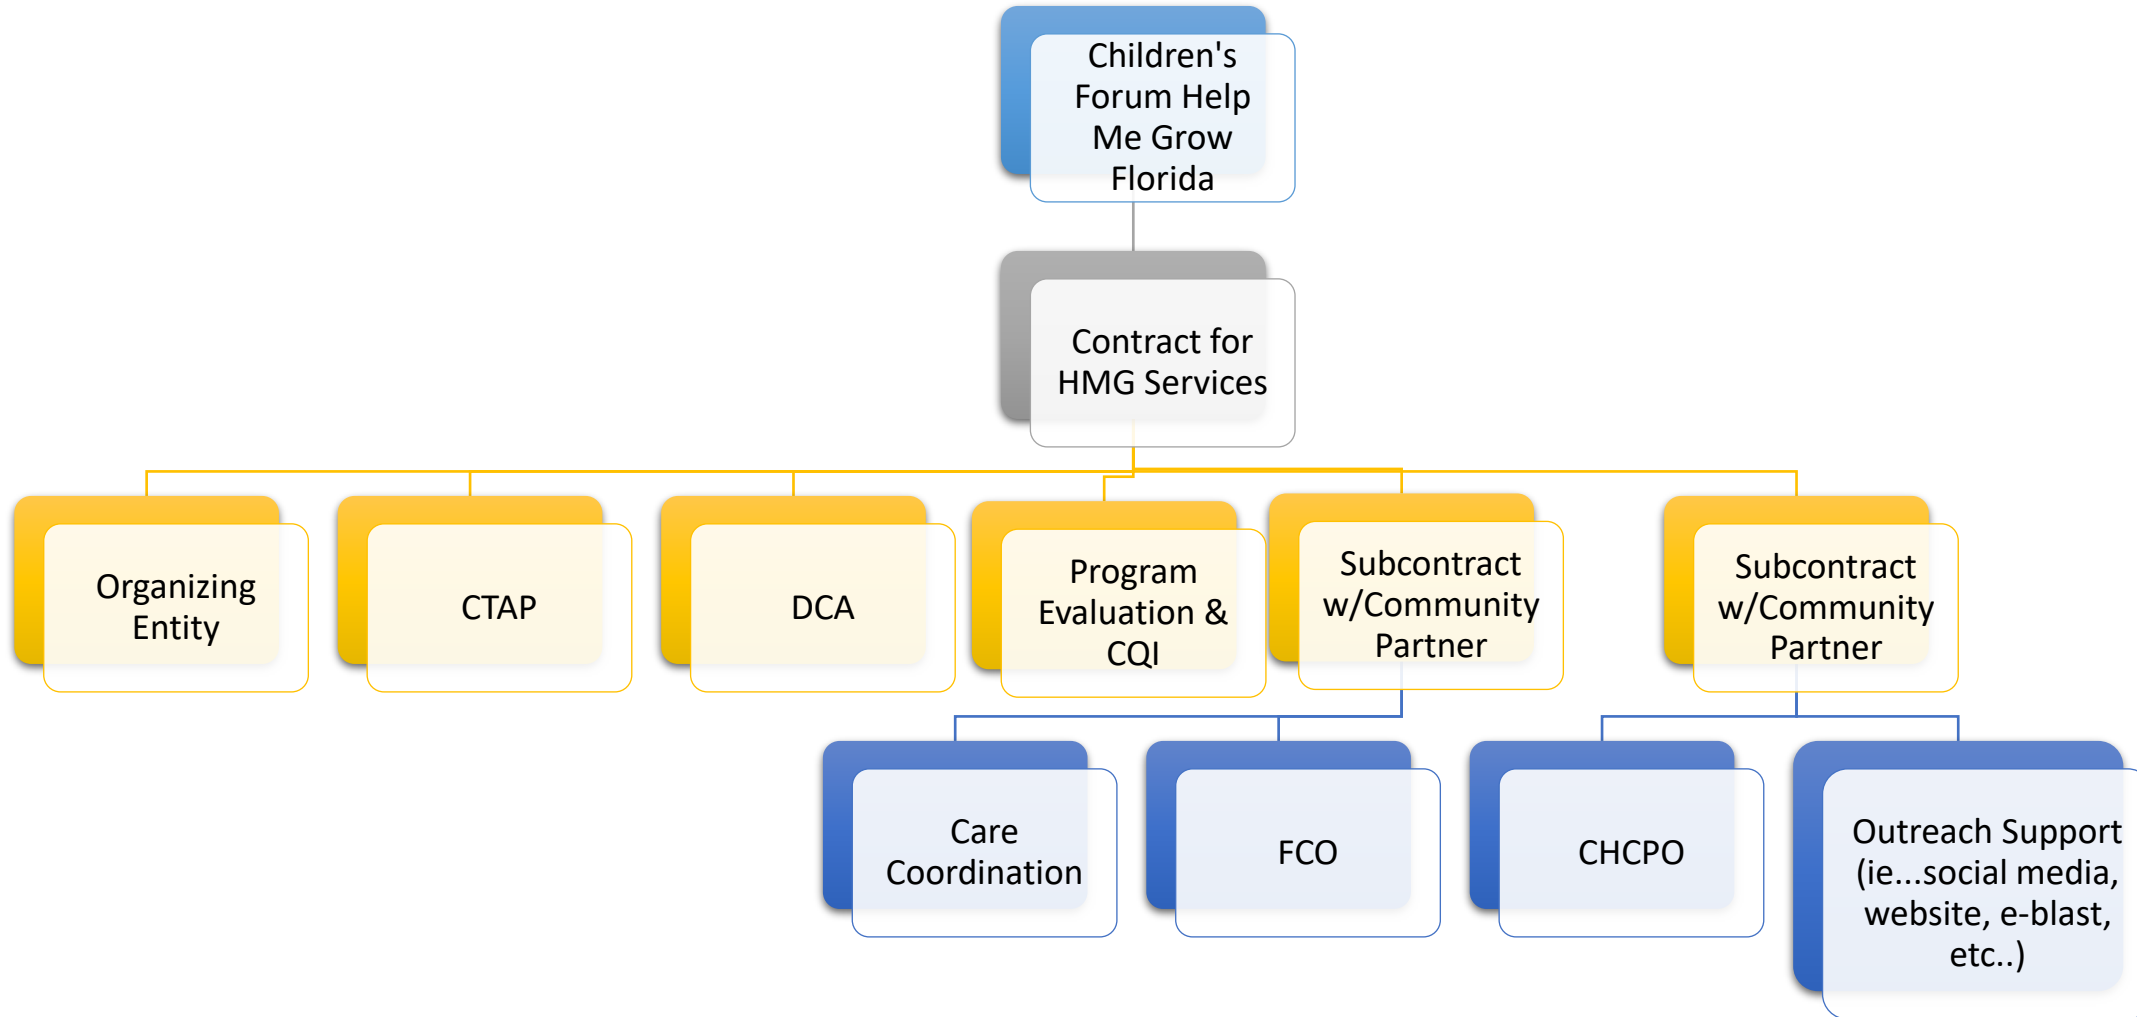 Children's
Forum Help
Me Grow
Florida
Contract for
HMG Services
Organizing
Entity
CTAP
DCA
Program
Evaluation &
CQI
Subcontract
w/Community
Partner
Subcontract
w/Community
Partner
Care
Coordination
FCO
CHCPO
Outreach Support
(ie...social media,
website, e-blast,
etc..)